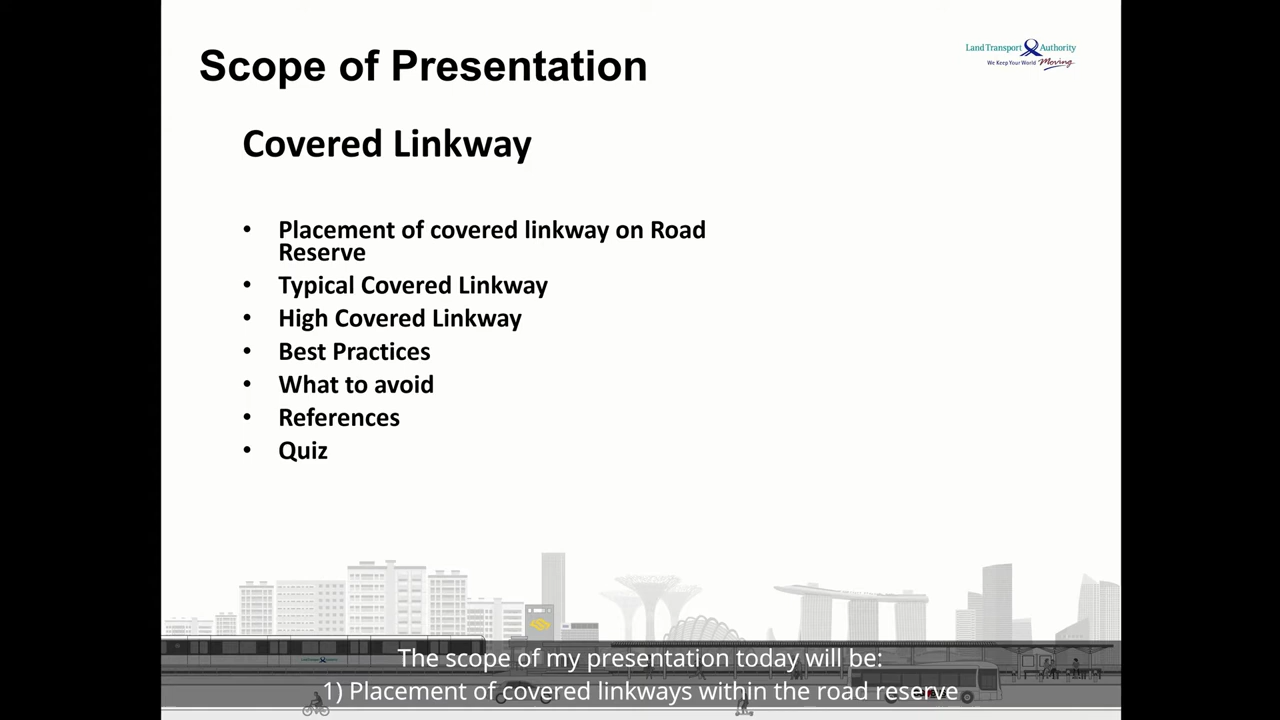 Scope of Presentation
Land Transport Authority
We Keep Your World Moving
Covered Linkway
• Placement of covered linkway on Road
Reserve
• Typical Covered Linkway
• High Covered Linkway
• Best Practices
• What to avoid
• References
• Quiz
The scope of my presentation today will be:
1) Placement of covered linkways within the road reserve